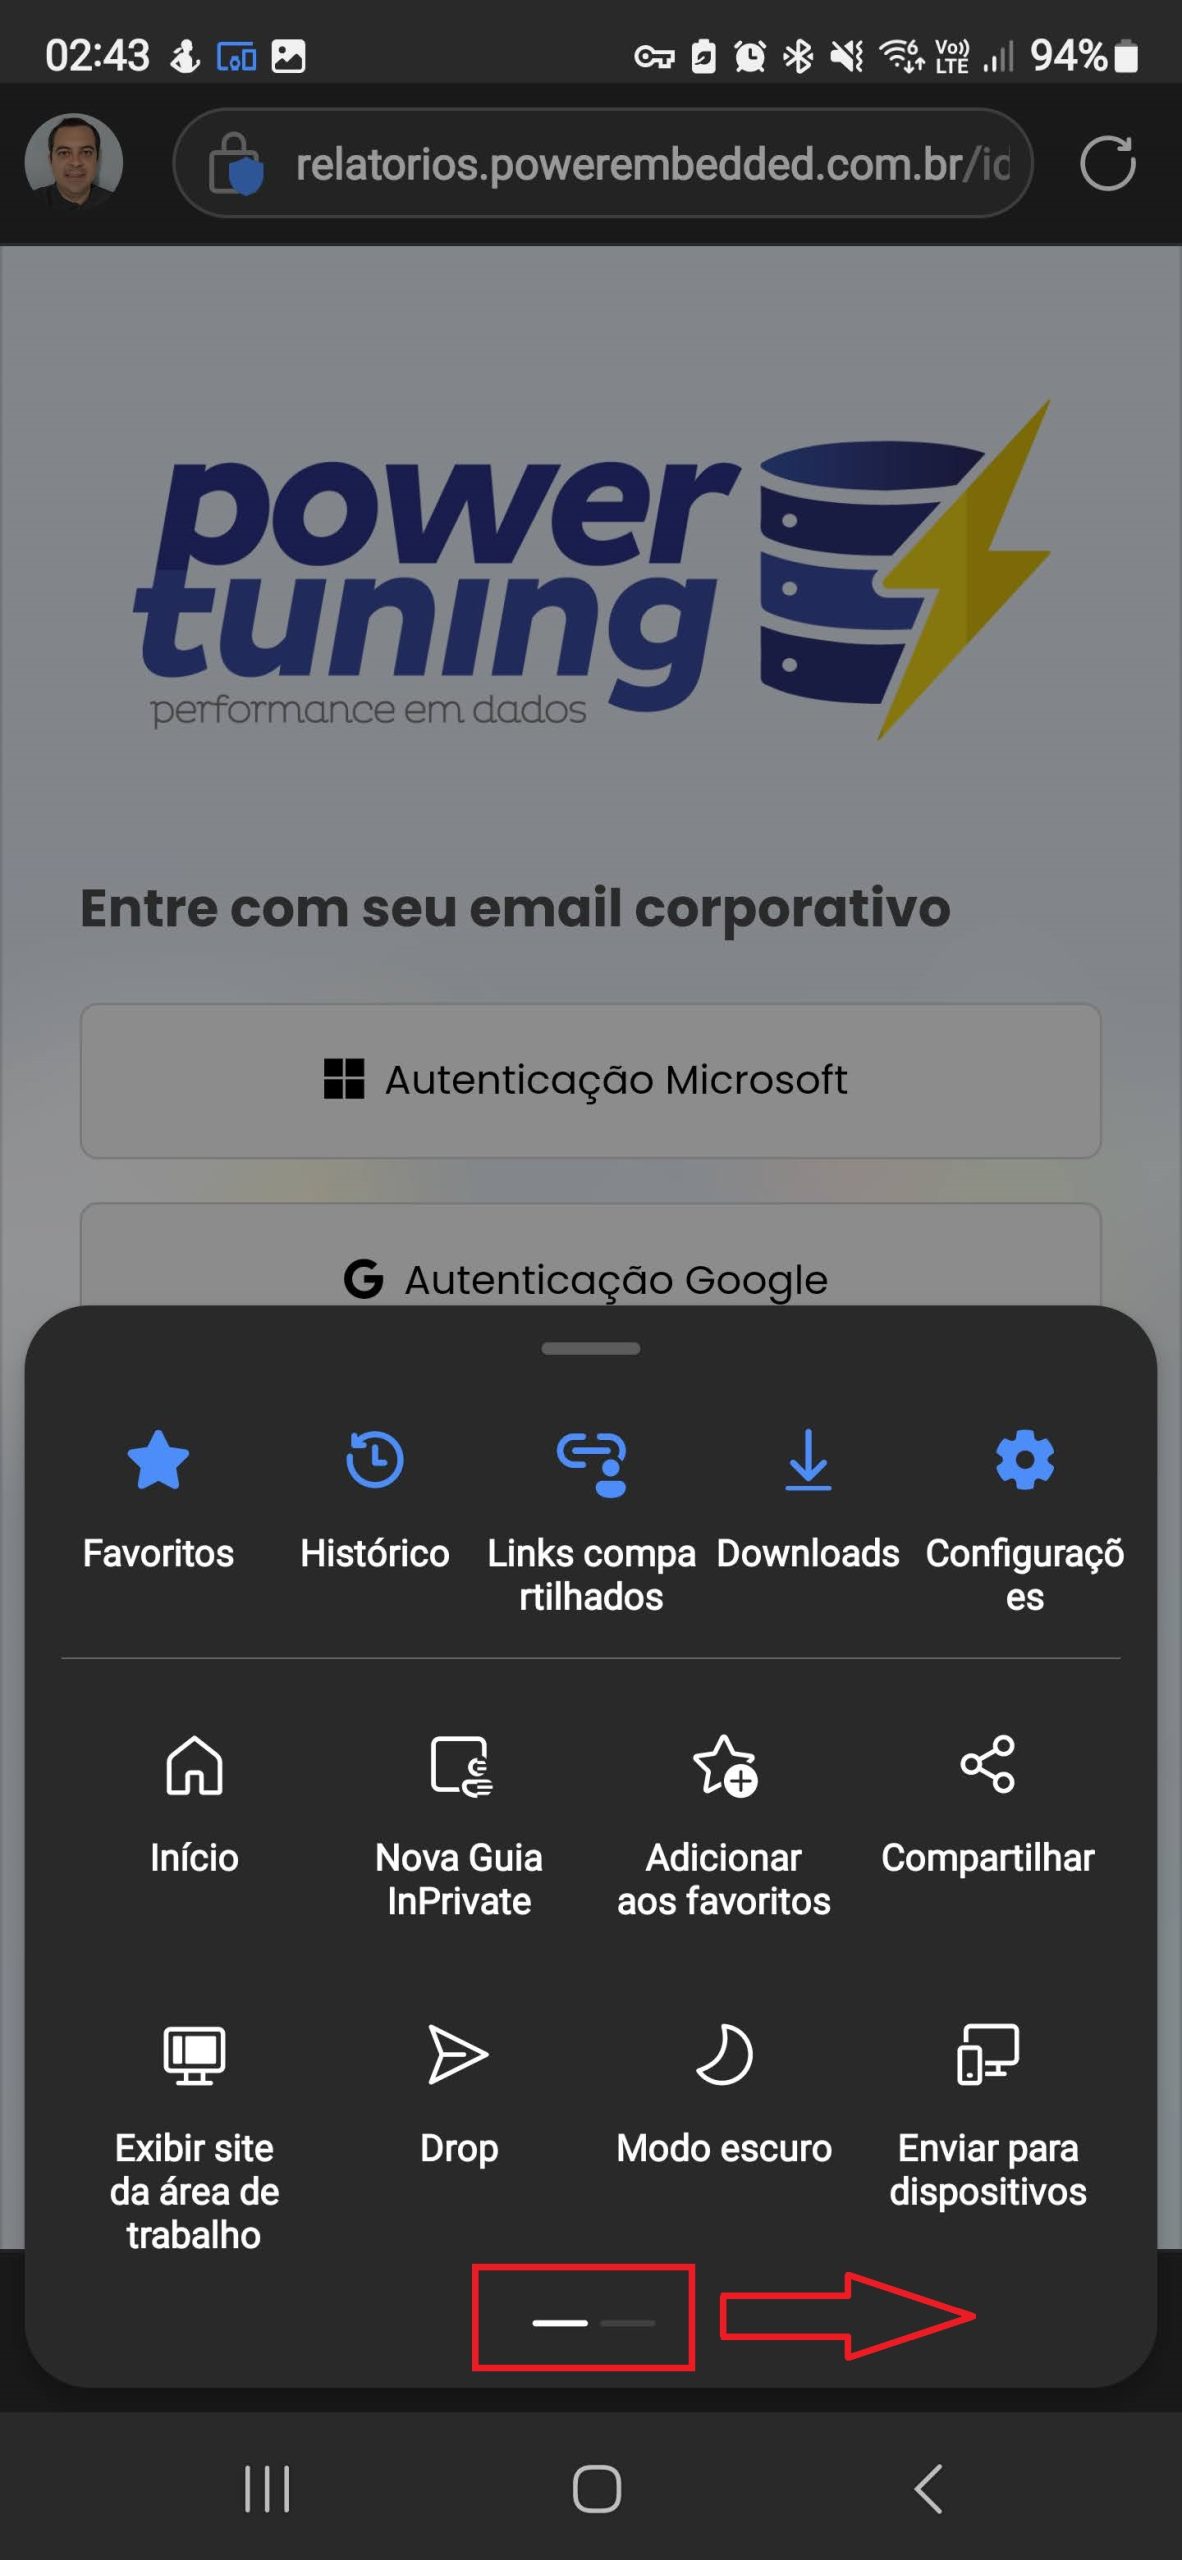 02:43
Vo)) LTE
94%
relatorios.powerembedded.com.br/
power
tuning
performance em dados
Entre com seu email corporativo
Autenticação Microsoft
G Autenticação Google
Favoritos
Histórico
Links compa
rtilhados
Downloads
Configuraçõ
es
Início
Nova Guia
InPrivate
Adicionar
aos favoritos
Compartilhar
Exibir site
da área de
trabalho
Drop
Modo escuro
Enviar para
dispositivos